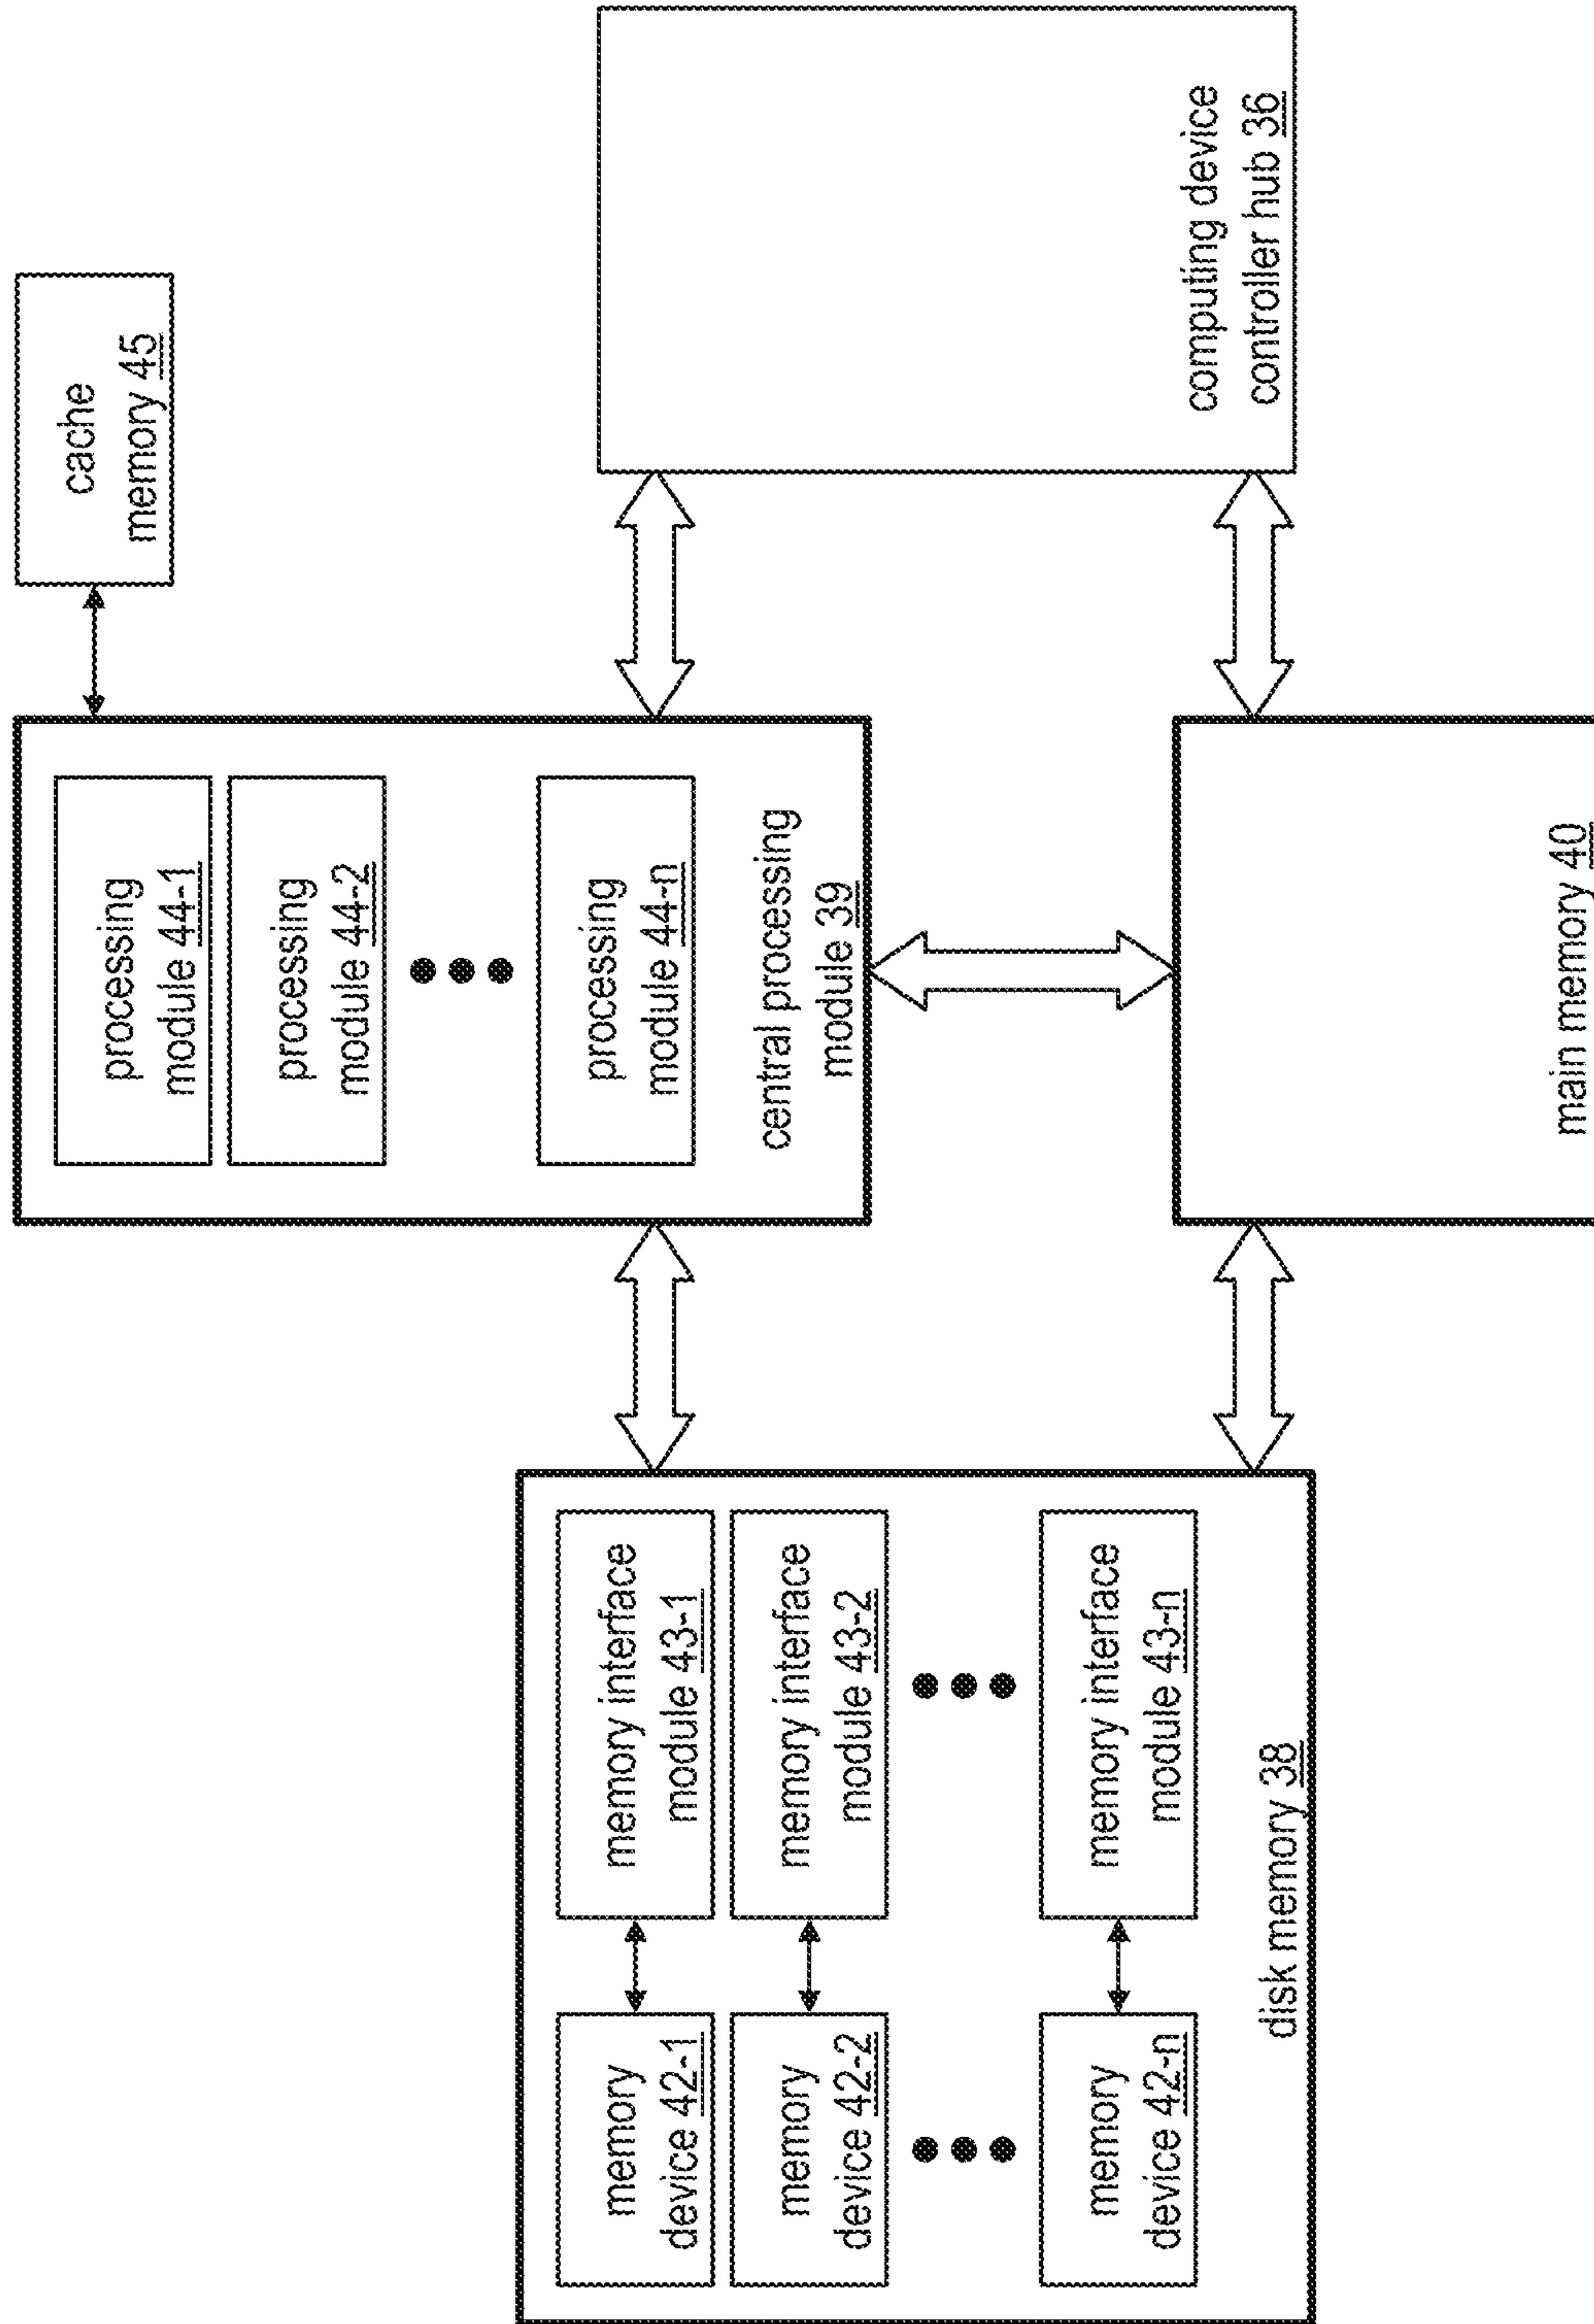 memory
device 42-1
memory
device 42-2
memory
device 42-n
memory interface
module 43-1
memory interface
module 43-2
memory interface
module 43-n
disk memory 38
processing
module 44-1
processing
module 44-2
processing
module 44-n
central processing
module 39
main memory 40
cache
memory 45
computing device
controller hub 36